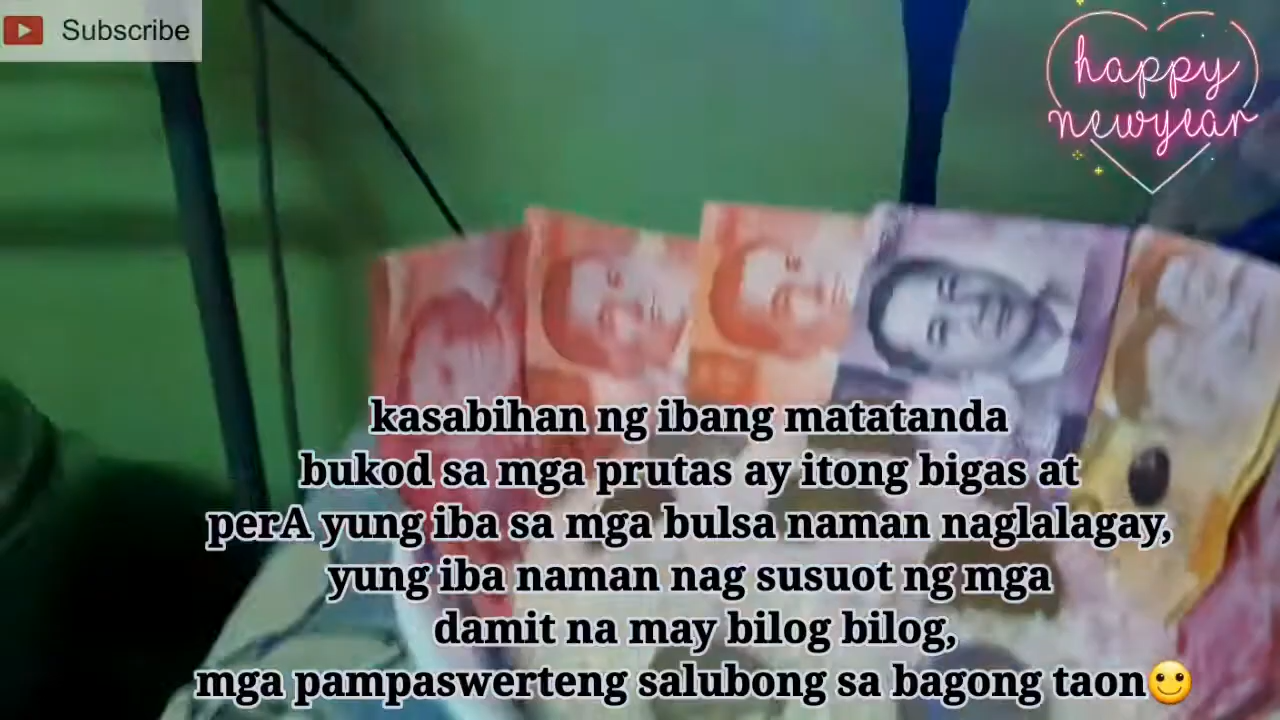 Subscribe
happy
newyear
kasabihan ng ibang matatanda
bukod sa mga prutas ay itong bigas at
perA yung iba sa mga bulsa naman naglalagay,
yung iba naman nag susuot ng mga
damit na may bilog bilog,
mga pampaswerteng salubong sa bagong taon🙂